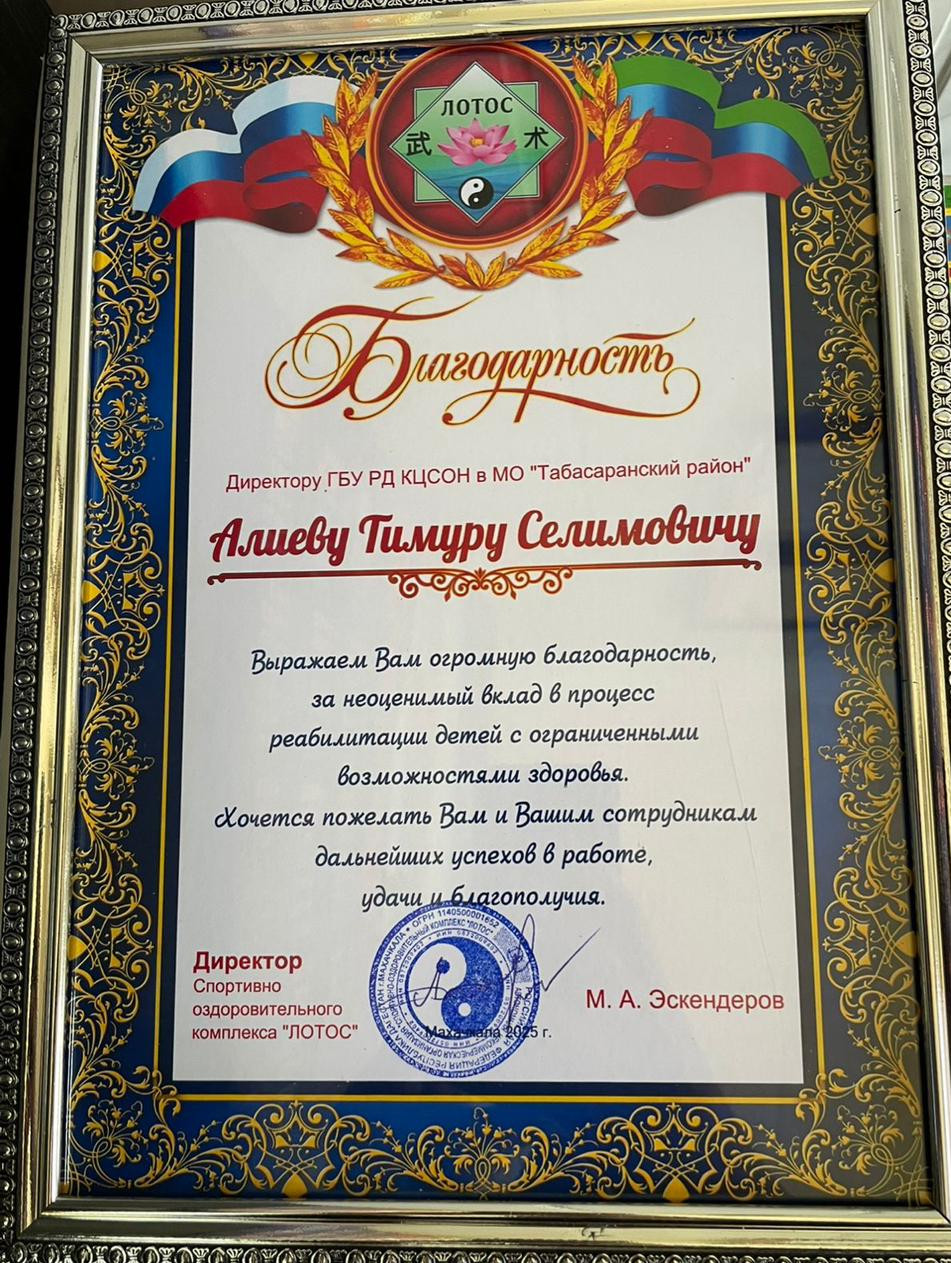 ЛОТОС
武 术
Благодарность
Директору ГБУ РД КЦСОН в МО "Табасаранский район"
Алиеву Тимуру Селимовичу
Выражаем Вам огромную благодарность,
за неоценимый вклад в процесс
реабилитации детей с ограниченными
возможностями здоровья.
Хочется пожелать Вам и Вашим сотрудникам
дальнейших успехов в работе,
удачи и благополучия.
Директор
Спортивно
оздоровительного
комплекса "ЛОТОС"
ОГРН 1140500001652
М. А. Эскендеров
Махачкала 2025 г.